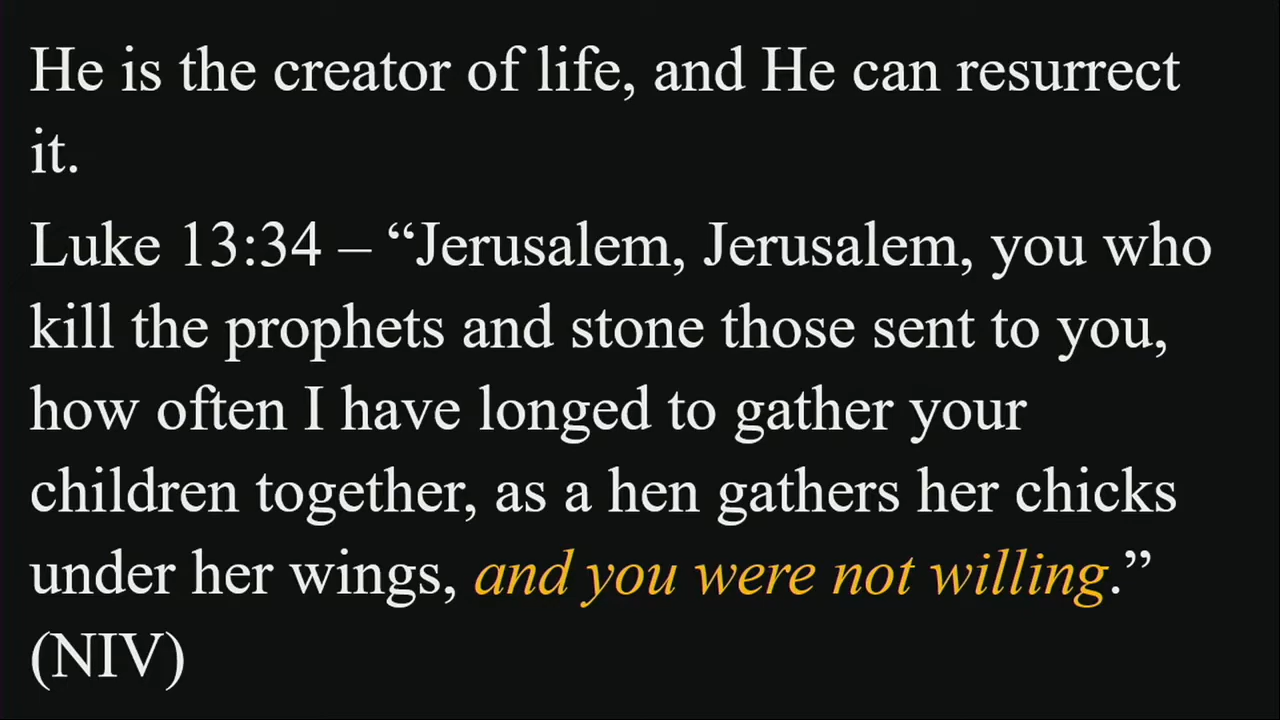 He is the creator of life, and He can resurrect
it.
Luke 13:34 – “Jerusalem, Jerusalem, you who
kill the prophets and stone those sent to you,
how often I have longed to gather your
children together, as a hen gathers her chicks
under her wings, and you were not willing.”
(NIV)